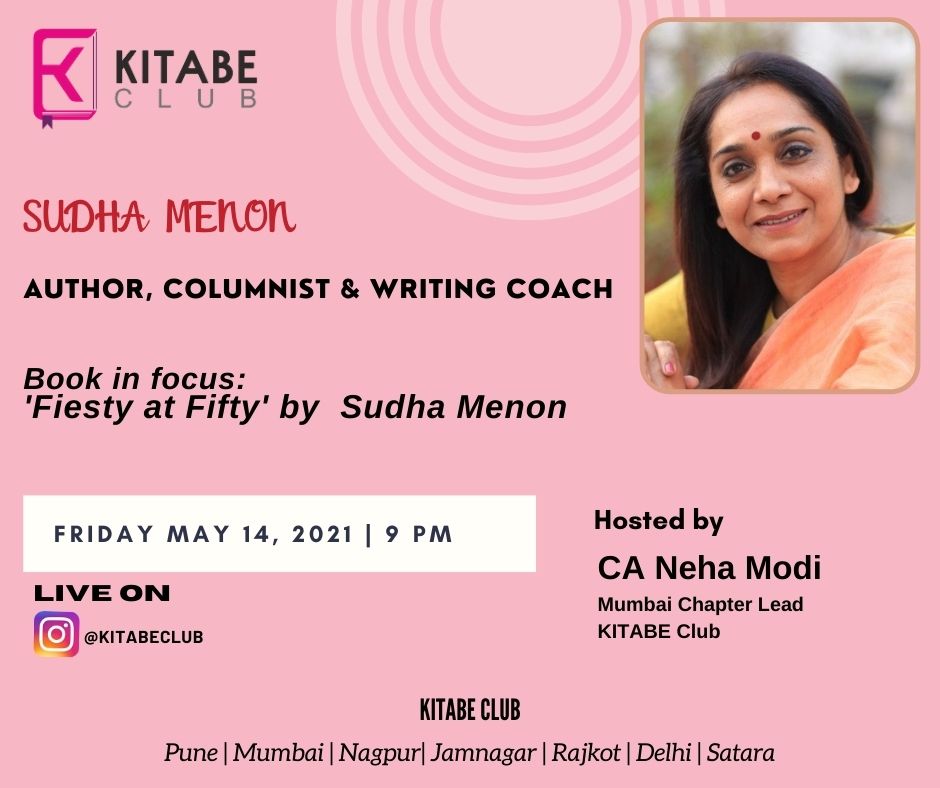 KITABE
CLUB
SUDHA MENON
AUTHOR, COLUMNIST & WRITING COACH
Book in focus:
'Fiesty at Fifty' by Sudha Menon
FRIDAY MAY 14, 2021 | 9 PM
LIVE ON
@KITABECLUB
Hosted by
CA Neha Modi
Mumbai Chapter Lead
KITABE Club
KITABE CLUB
Pune | Mumbai | Nagpur| Jamnagar | Rajkot | Delhi | Satara